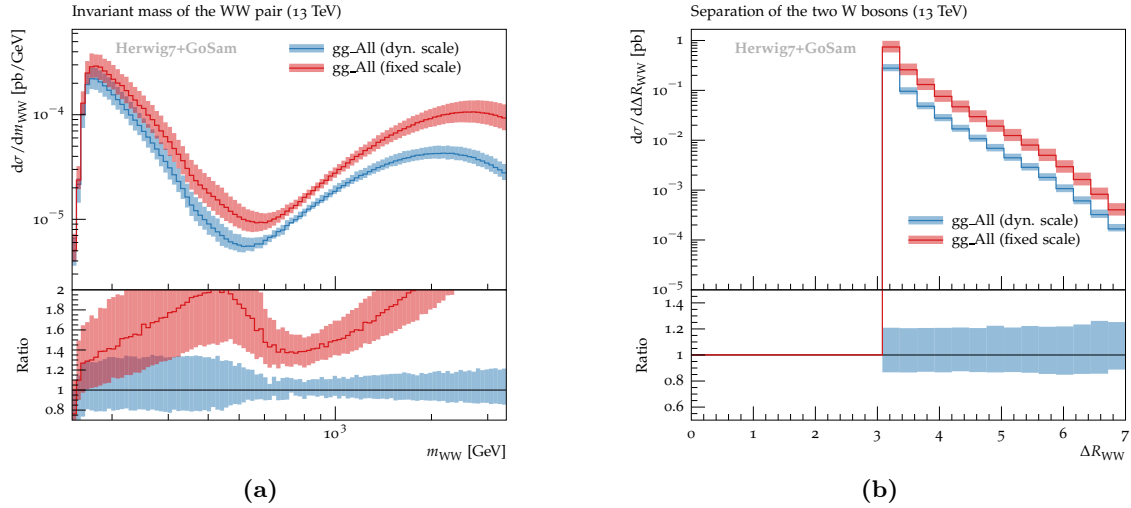 Invariant mass of the WW pair (13 TeV)
Herwig7+GoSam
gg_All (dyn. scale)
gg_All (fixed scale)
dσ/dm_WW [pb/GeV]
10⁻⁴
10⁻⁵
Ratio
2
1.8
1.6
1.4
1.2
1
0.8
10³
m_WW [GeV]
(a)
Separation of the two W bosons (13 TeV)
Herwig7+GoSam
dσ/dΔR_WW [pb]
1
10⁻¹
10⁻²
10⁻³
10⁻⁴
10⁻⁵
gg_All (dyn. scale)
gg_All (fixed scale)
Ratio
1.4
1.2
1
0.8
0.6
0 1 2 3 4 5 6 7
ΔR_WW
(b)